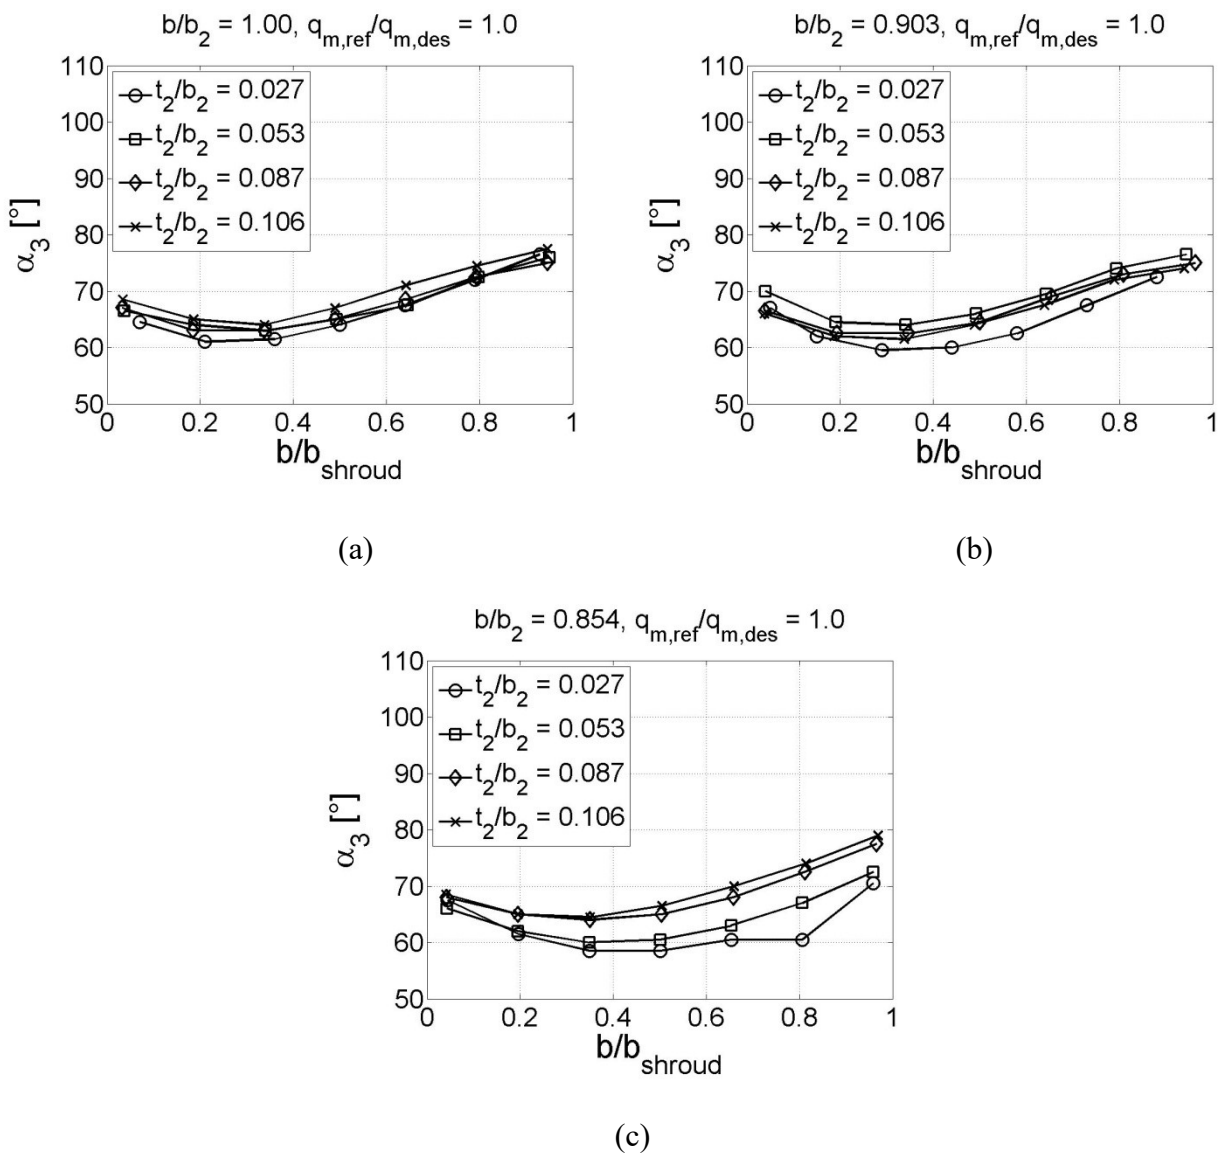 b/b2 = 1.00, qm,ref/qm,des = 1.0
110
100
90
80
70
60
50
α3 [°]
t2/b2 = 0.027
t2/b2 = 0.053
t2/b2 = 0.087
t2/b2 = 0.106
0 0.2 0.4 0.6 0.8 1
b/bshroud
(a)
b/b2 = 0.903, qm,ref/qm,des = 1.0
110
100
90
80
70
60
50
α3 [°]
t2/b2 = 0.027
t2/b2 = 0.053
t2/b2 = 0.087
t2/b2 = 0.106
0 0.2 0.4 0.6 0.8 1
b/bshroud
(b)
b/b2 = 0.854, qm,ref/qm,des = 1.0
110
100
90
80
70
60
50
α3 [°]
t2/b2 = 0.027
t2/b2 = 0.053
t2/b2 = 0.087
t2/b2 = 0.106
0 0.2 0.4 0.6 0.8 1
b/bshroud
(c)